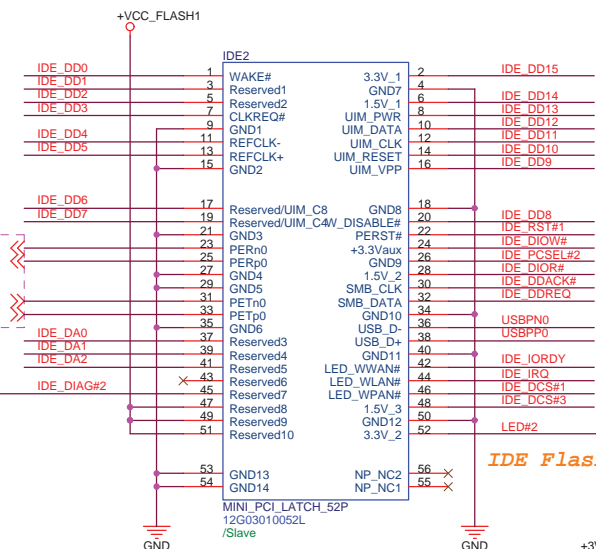 +VCC_FLASH1
IDE2
IDE_DD0 1 WAKE# 3.3V_1 2 IDE_DD15
IDE_DD1 3 Reserved1 GND7 4
IDE_DD2 5 Reserved2 1.5V_1 6 IDE_DD14
IDE_DD3 7 CLKREQ# UIM_PWR 8 IDE_DD13
9 GND1 UIM_DATA 10 IDE_DD12
IDE_DD4 11 REFCLK- UIM_CLK 12 IDE_DD11
IDE_DD5 13 REFCLK+ UIM_RESET 14 IDE_DD10
15 GND2 UIM_VPP 16 IDE_DD9
IDE_DD6 17 Reserved/UIM_C8 GND8 18
IDE_DD7 19 Reserved/UIM_C4 W_DISABLE# 20 IDE_DD8
21 GND3 PERST# 22 IDE_RST#1
23 PERn0 +3.3Vaux 24 IDE_DIOW#
25 PERp0 GND9 26 IDE_PCSEL#2
27 GND4 1.5V_2 28 IDE_DIOR#
29 GND5 SMB_CLK 30 IDE_DDACK#
31 PETn0 SMB_DATA 32 IDE_DDREQ
33 PETp0 GND10 34
35 GND6 USB_D- 36 USBPN0
IDE_DA0 37 Reserved3 USB_D+ 38 USBPP0
IDE_DA1 39 Reserved4 GND11 40
IDE_DA2 41 Reserved5 LED_WWAN# 42 IDE_IORDY
43 Reserved6 LED_WLAN# 44 IDE_IRQ
IDE_DIAG#2 45 Reserved7 LED_WPAN# 46 IDE_DCS#1
47 Reserved8 1.5V_3 48 IDE_DCS#3
49 Reserved9 GND12 50
51 Reserved10 3.3V_2 52 LED#2
IDE Flas
53 GND13 NP_NC2 56
54 GND14 NP_NC1 55
MINI_PCI_LATCH_52P
12G03010052L
/Slave
GND GND +3